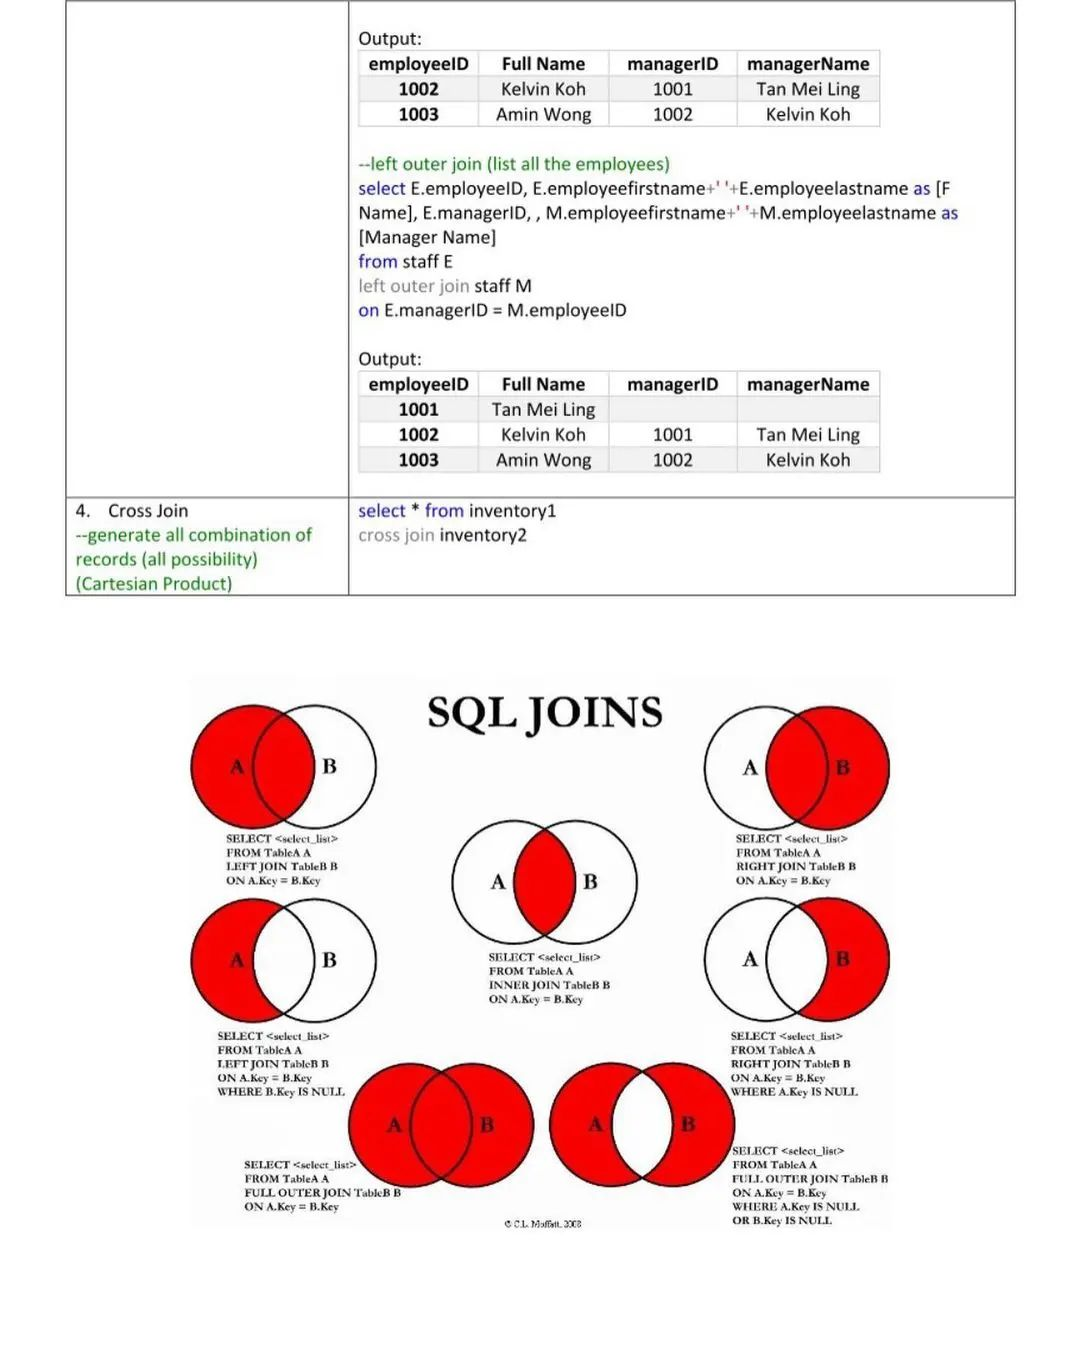 Output:
employeeID Full Name managerID managerName
1002 Kelvin Koh 1001 Tan Mei Ling
1003 Amin Wong 1002 Kelvin Koh
--left outer join (list all the employees)
select E.employeeID, E.employeefirstname+' '+E.employeelastname as [F
Name], E.managerID, , M.employeefirstname+' '+M.employeelastname as
[Manager Name]
from staff E
left outer join staff M
on E.managerID = M.employeeID
Output:
employeeID Full Name managerID managerName
1001 Tan Mei Ling
1002 Kelvin Koh 1001 Tan Mei Ling
1003 Amin Wong 1002 Kelvin Koh
4. Cross Join
--generate all combination of
records (all possibility)
(Cartesian Product)
select * from inventory1
cross join inventory2
SQL JOINS
A B
SELECT <select_list>
FROM TableA A
LEFT JOIN TableB B
ON A.Key = B.Key
A B
SELECT <select_list>
FROM TableA A
RIGHT JOIN TableB B
ON A.Key = B.Key
A B
SELECT <select_list>
FROM TableA A
INNER JOIN TableB B
ON A.Key = B.Key
A B
SELECT <select_list>
FROM TableA A
LEFT JOIN TableB B
ON A.Key = B.Key
WHERE B.Key IS NULL
A B
SELECT <select_list>
FROM TableA A
RIGHT JOIN TableB B
ON A.Key = B.Key
WHERE A.Key IS NULL
A B
SELECT <select_list>
FROM TableA A
FULL OUTER JOIN TableB B
ON A.Key = B.Key
A B
SELECT <select_list>
FROM TableA A
FULL OUTER JOIN TableB B
ON A.Key = B.Key
WHERE A.Key IS NULL
OR B.Key IS NULL
© C.L. Moffatt, 2008